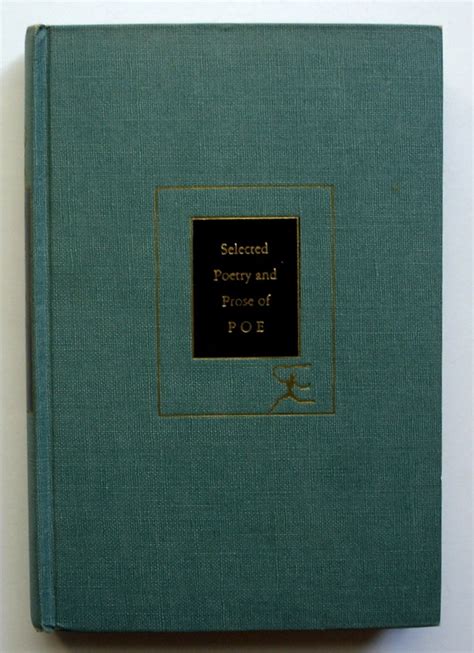 Selected
Poetry and
Prose of
POE